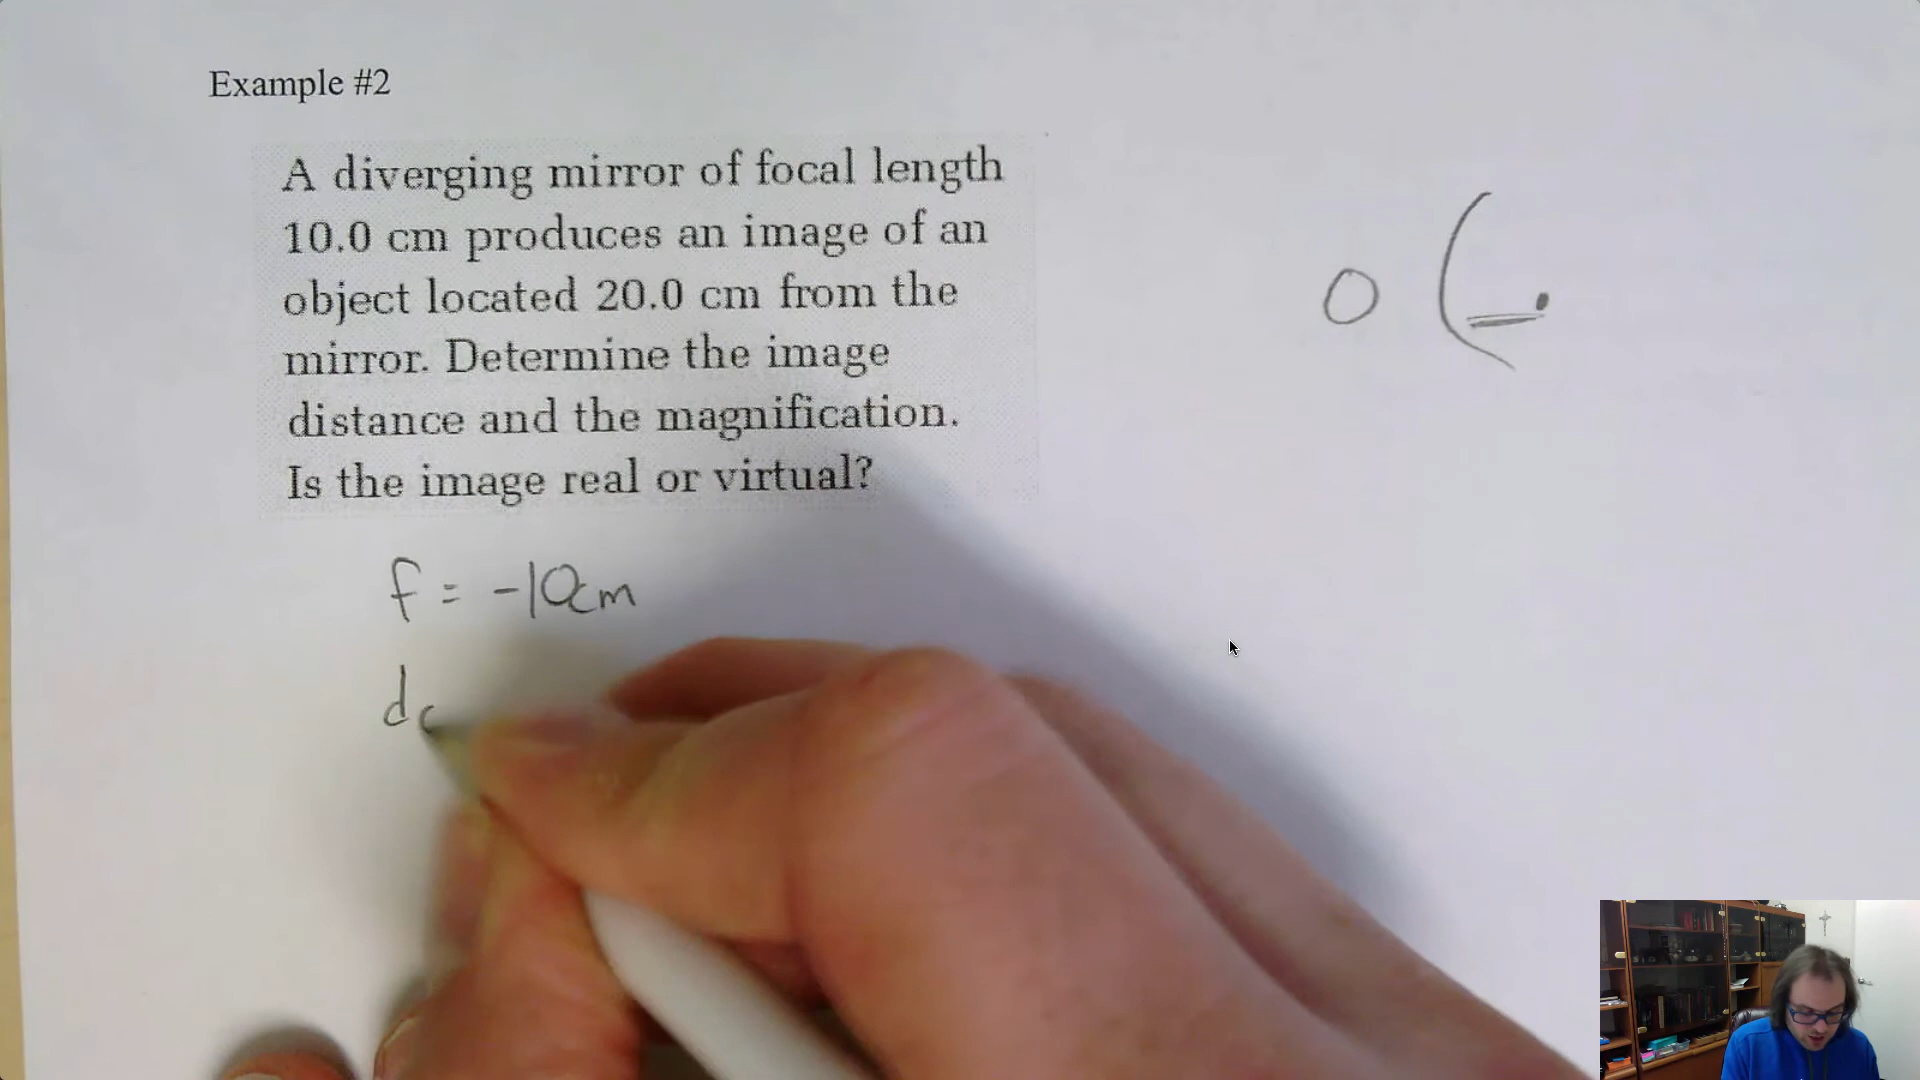 Example #2
A diverging mirror of focal length
10.0 cm produces an image of an
object located 20.0 cm from the
mirror. Determine the image
distance and the magnification.
Is the image real or virtual?
O
f = -10cm
d